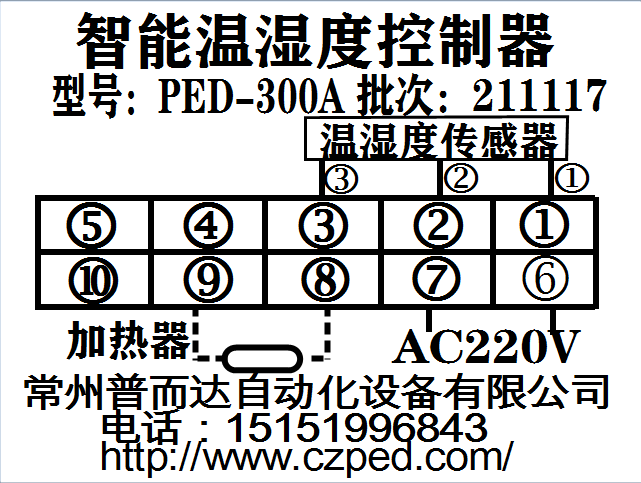 智能温湿度控制器
型号：PED-300A 批次：211117
温湿度传感器
③ ② ①
⑤ ④ ③ ② ①
⑩ ⑨ ⑧ ⑦ ⑥
加热器 AC220V
常州普而达自动化设备有限公司
电话：15151996843
http://www.czped.com/